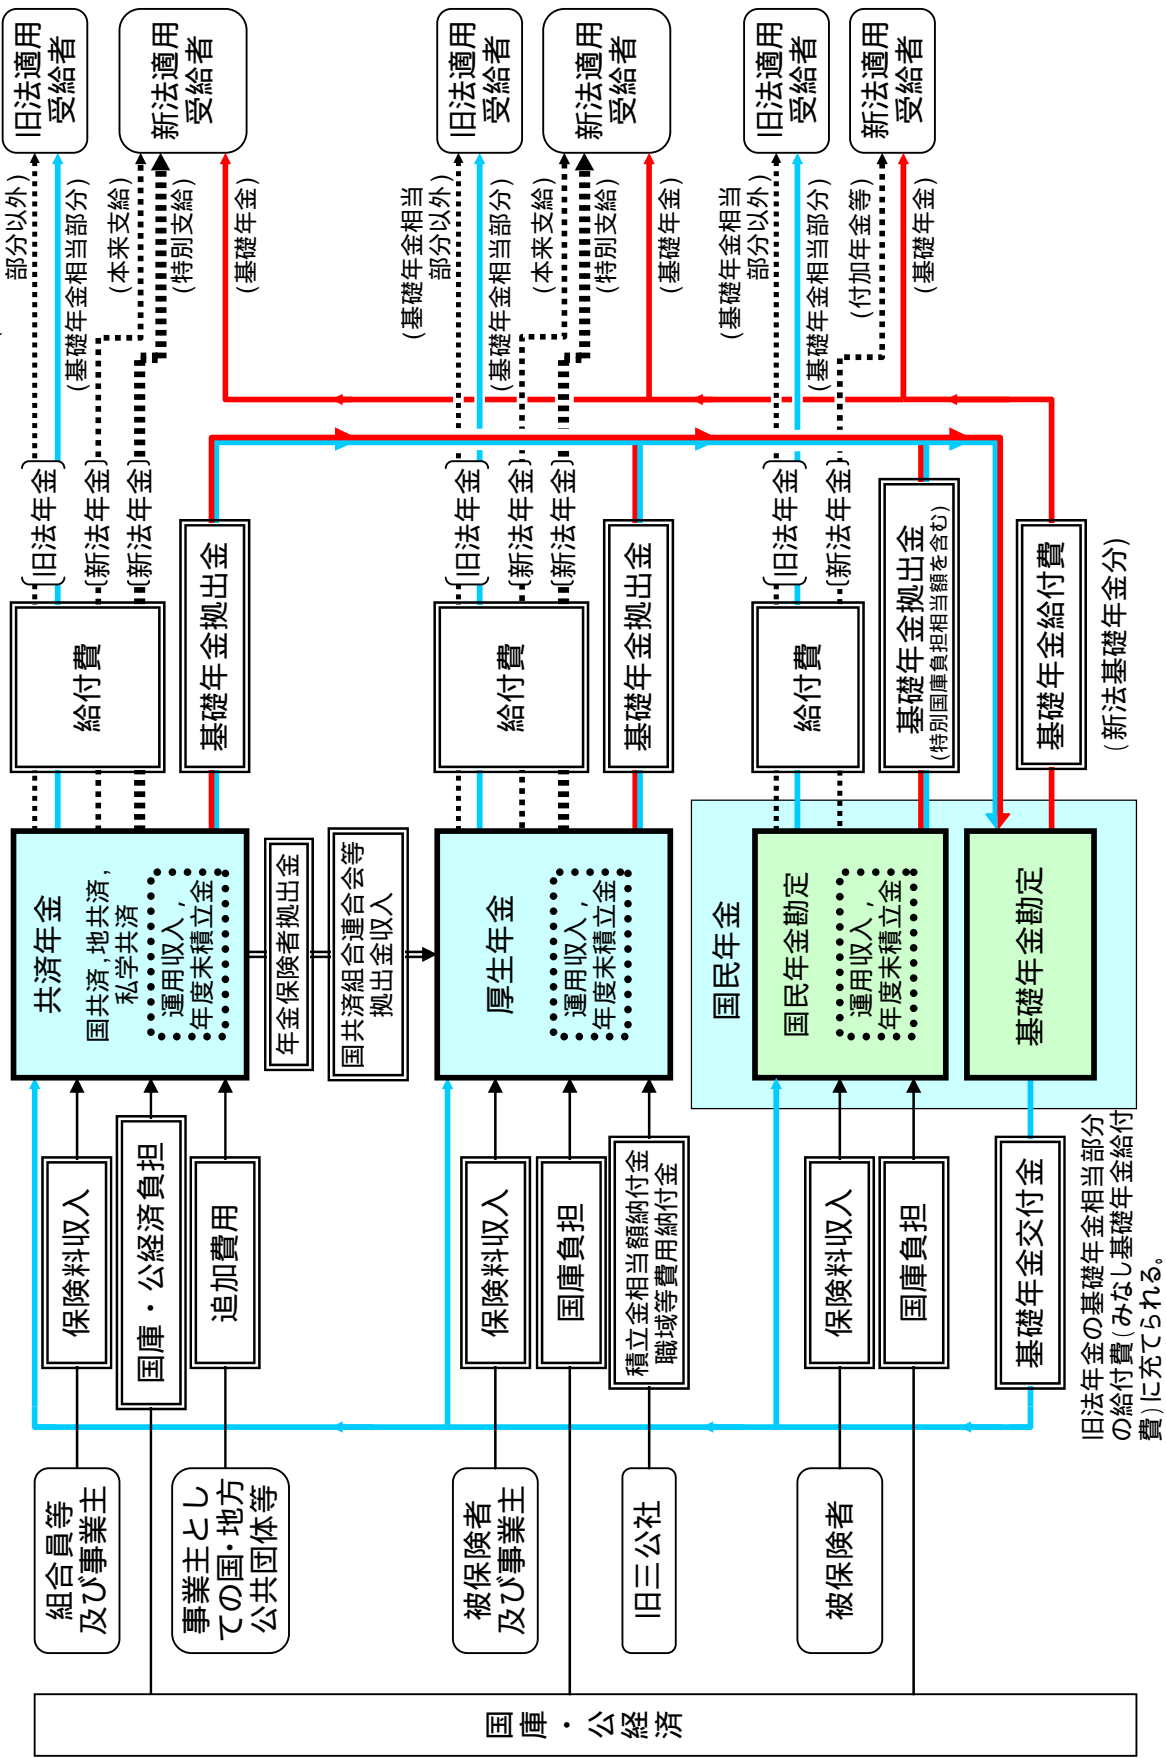 国庫・公経済
組合員等
及び事業主
事業主とし
ての国・地方
公共団体等
被保険者
及び事業主
旧三公社
被保険者
保険料収入
国庫・公経済負担
追加費用
保険料収入
国庫負担
積立金相当額納付金
職域等費用納付金
保険料収入
国庫負担
基礎年金交付金
旧法年金の基礎年金相当部分
の給付費(みなし基礎年金給付
費)に充てられる。
共済年金
国共済,地共済,
私学共済
運用収入,
年度末積立金
年金保険者拠出金
国共済組合連合会等
拠出金収入
厚生年金
運用収入,
年度末積立金
国民年金
国民年金勘定
運用収入,
年度末積立金
基礎年金勘定
給付費
基礎年金拠出金
給付費
基礎年金拠出金
給付費
基礎年金拠出金
(特別国庫負担相当額を含む)
基礎年金給付費
(新法基礎年金分)
旧法年金
新法年金
新法年金
旧法年金
新法年金
新法年金
旧法年金
新法年金
部分以外)
(基礎年金相当部分)
(本来支給)
(特別支給)
(基礎年金)
(基礎年金相当
部分以外)
(基礎年金相当部分)
(本来支給)
(特別支給)
(基礎年金)
(基礎年金相当
部分以外)
(基礎年金相当部分)
(付加年金等)
(基礎年金)
旧法適用
受給者
新法適用
受給者
旧法適用
受給者
新法適用
受給者
旧法適用
受給者
新法適用
受給者